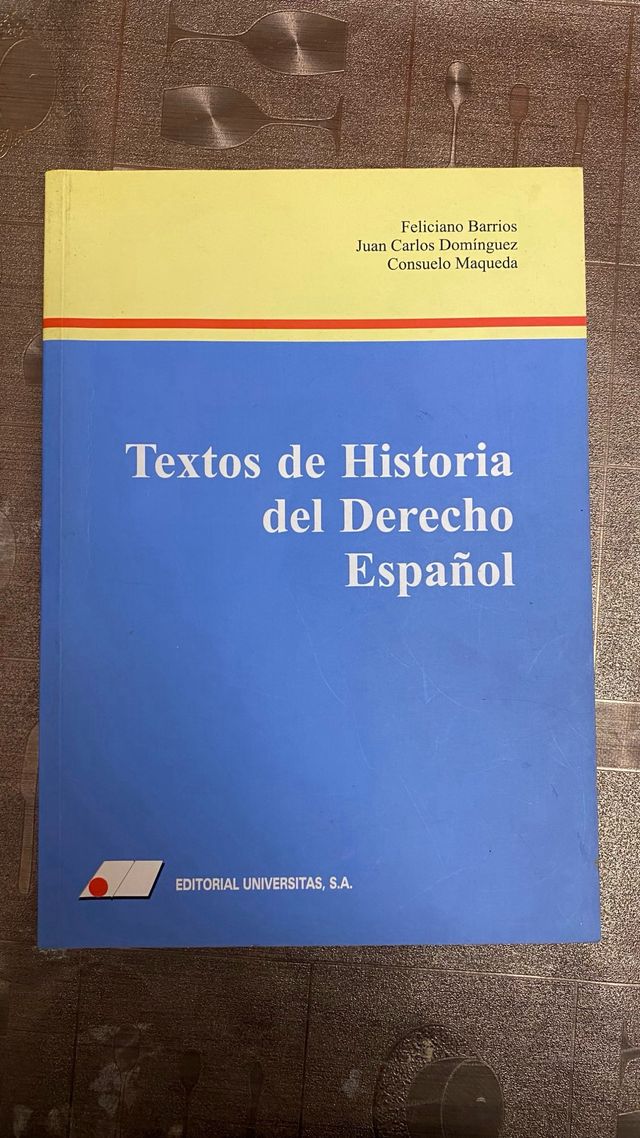 Feliciano Barrios
Juan Carlos Domínguez
Consuelo Maqueda
Textos de Historia
del Derecho
Español
EDITORIAL UNIVERSITAS, S.A.